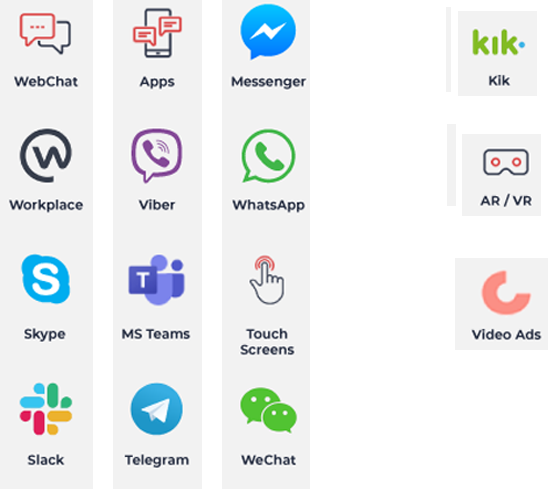 WebChat
Apps
Messenger
kik
Kik
W
Workplace
Viber
WhatsApp
AR / VR
S
Skype
T
MS Teams
Touch
Screens
Video Ads
Slack
Telegram
WeChat